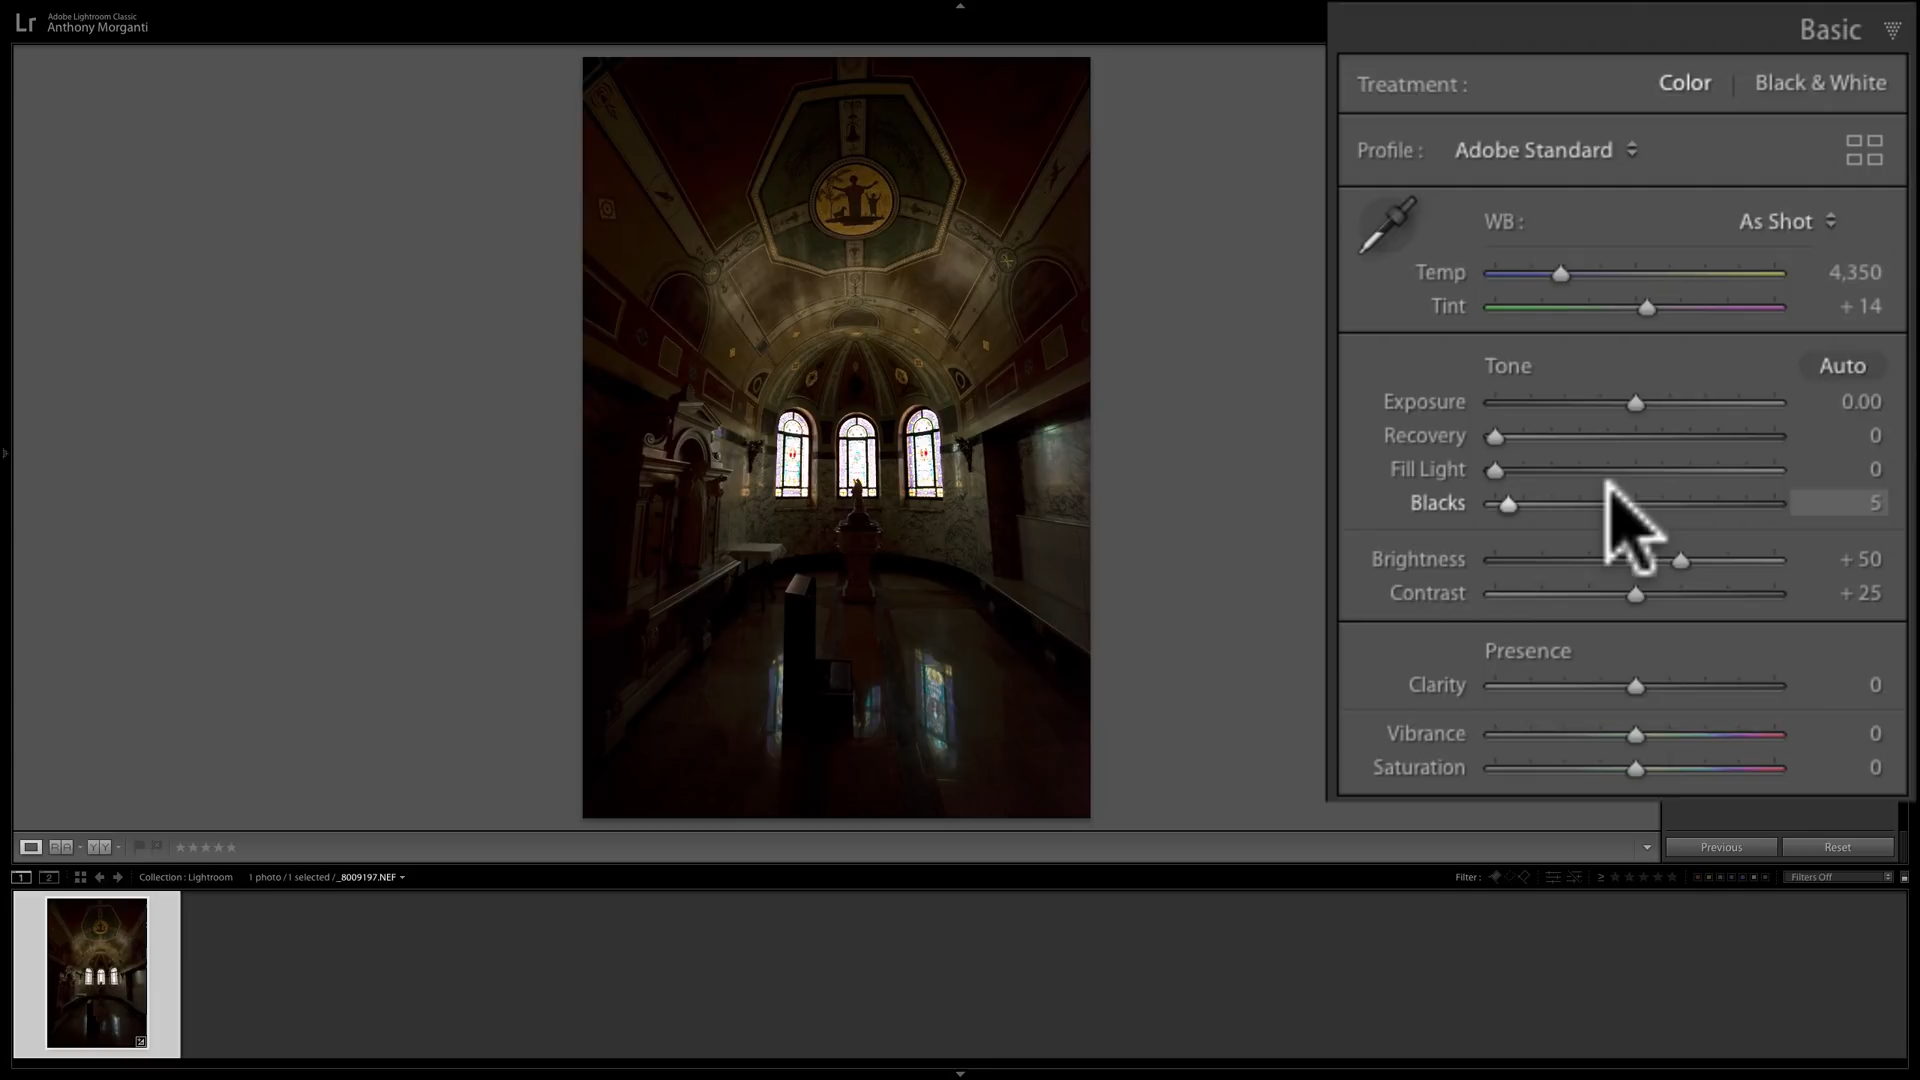 Lr
Adobe Lightroom Classic
Anthony Morganti
Basic
Treatment :
Color
Black & White
Profile :
Adobe Standard
WB :
As Shot
Temp
4,350
Tint
+ 14
Tone
Auto
Exposure
0.00
Recovery
0
Fill Light
0
Blacks
5
Brightness
+ 50
Contrast
+ 25
Presence
Clarity
0
Vibrance
0
Saturation
0
Previous
Reset
1
2
Collection : Lightroom
1 photo / 1 selected / _8009197.NEF
Filter :
≥
Filters Off